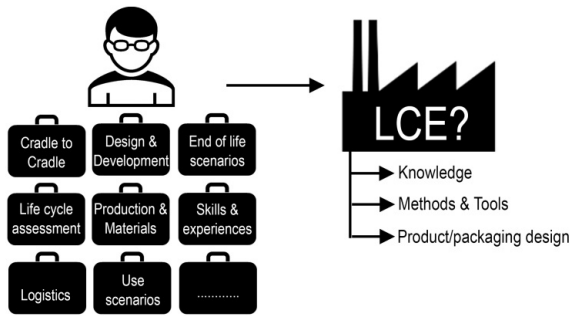 LCE?
Cradle to
Cradle
Design &
Development
End of life
scenarios
Knowledge
Life cycle
assessment
Production &
Materials
Skills &
experiences
Methods & Tools
Product/packaging design
Logistics
Use
scenarios
............